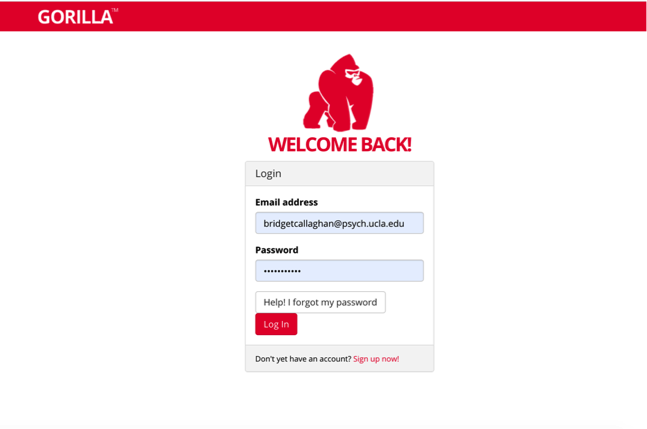 GORILLA™
WELCOME BACK!
Login
Email address
bridgetcallaghan@psych.ucla.edu
Password
•••••••••••
Help! I forgot my password
Log In
Don't yet have an account? Sign up now!